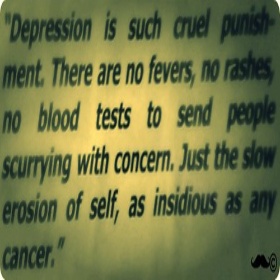 "Depression is such cruel punish-
ment. There are no fevers, no rashes,
no blood tests to send people
scurrying with concern. Just the slow
erosion of self, as insidious as any
cancer."